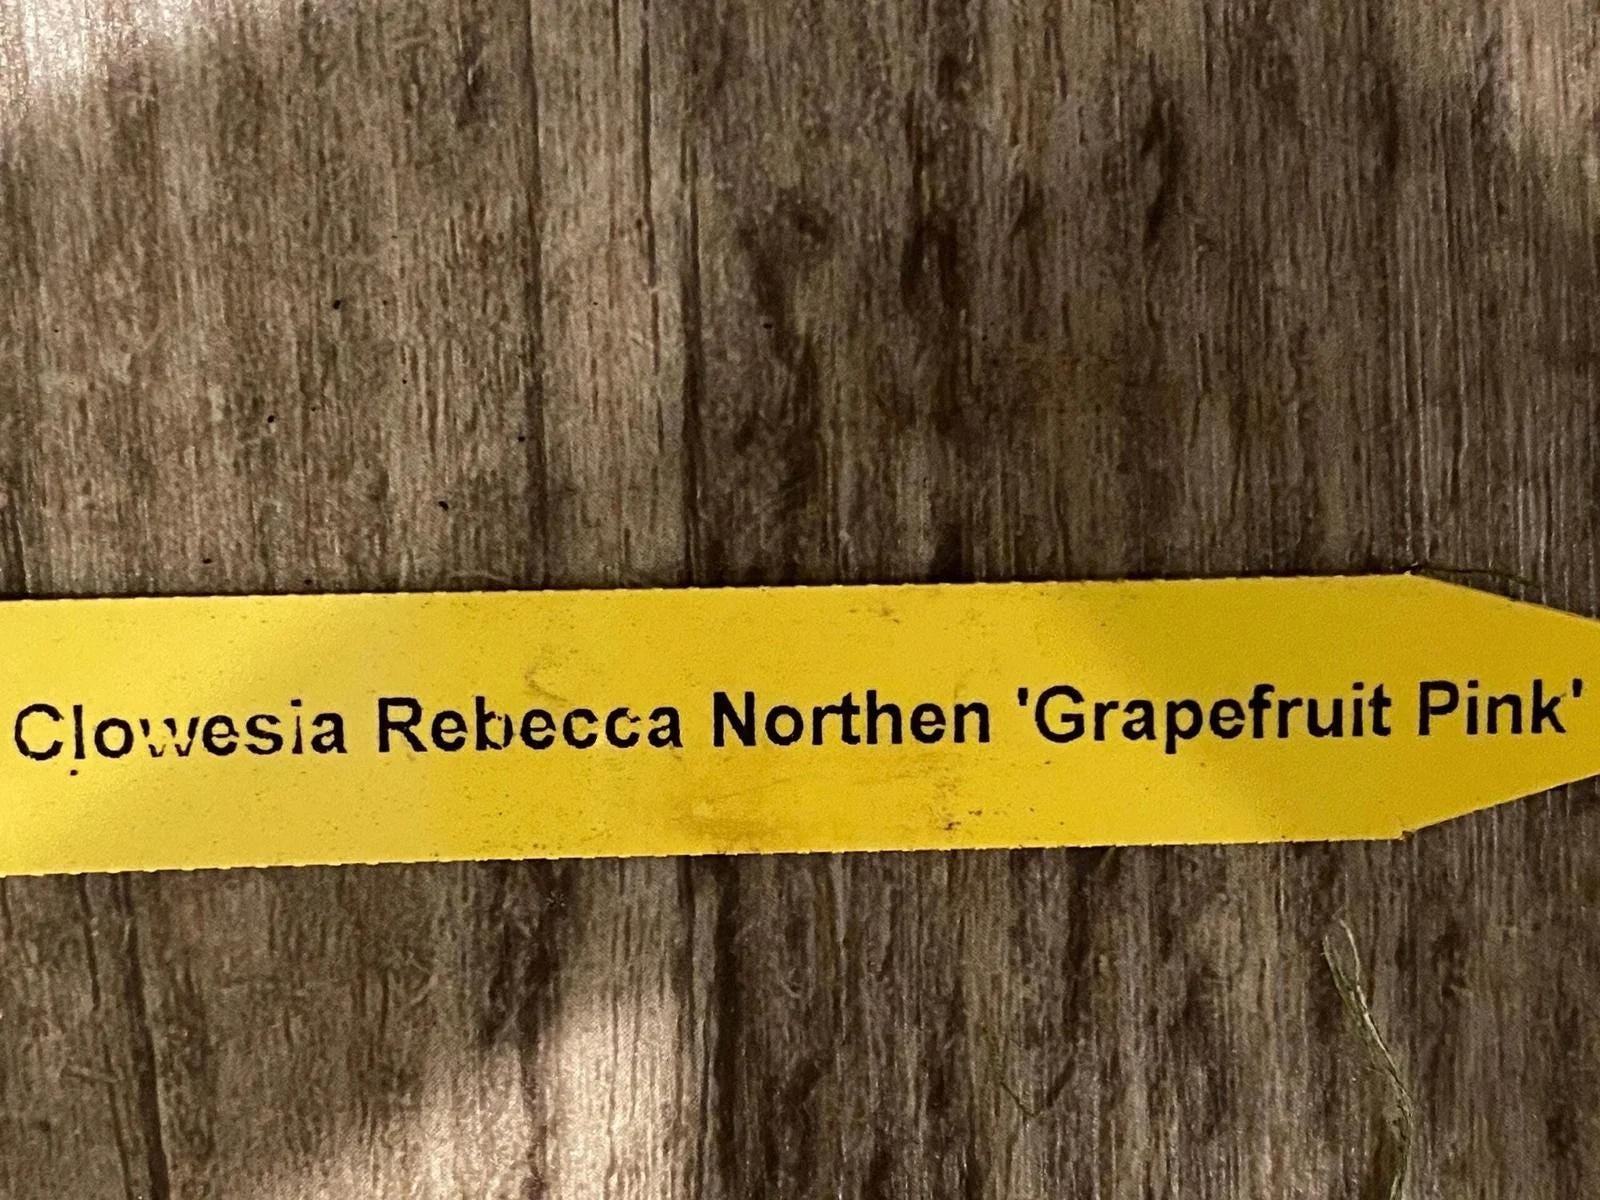 Clowesia Rebecca Northen 'Grapefruit Pink'